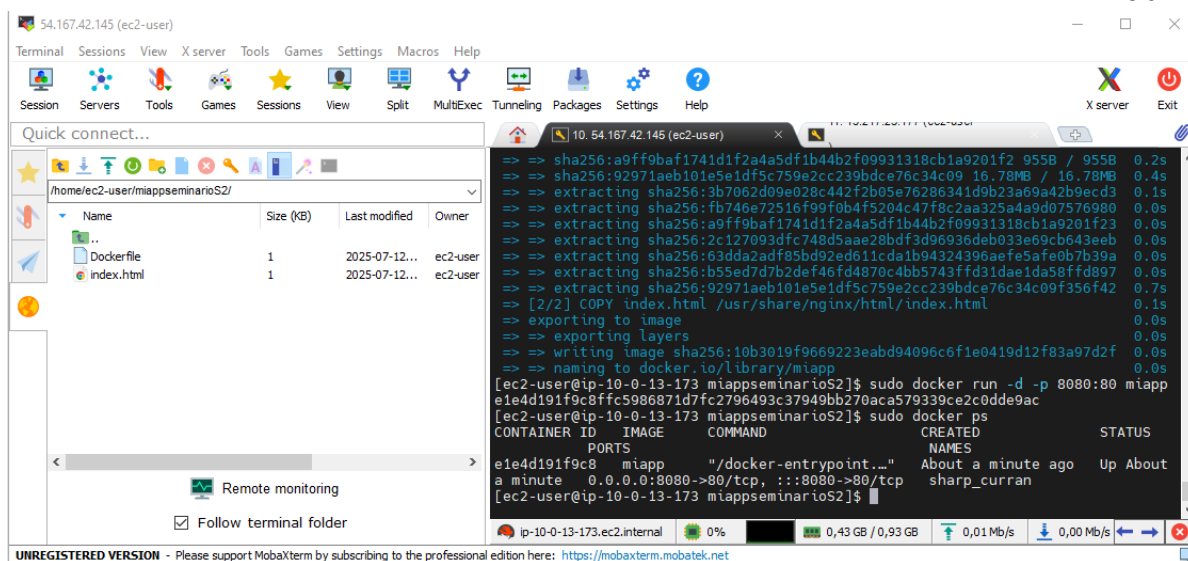 54.167.42.145 (ec2-user)
Terminal Sessions View X server Tools Games Settings Macros Help
Session Servers Tools Games Sessions View Split MultiExec Tunneling Packages Settings Help X server Exit
Quick connect...
10. 54.167.42.145 (ec2-user)
/home/ec2-user/miappseminarioS2/
Name Size (KB) Last modified Owner
..
Dockerfile 1 2025-07-12... ec2-user
index.html 1 2025-07-12... ec2-user
Remote monitoring
Follow terminal folder
=> => sha256:a9ff9baf1741d1f2a4a5df1b44b2f09931318cb1a9201f2 955B / 955B 0.2s
=> => sha256:92971aeb101e5e1df5c759e2cc239bdce76c34c09 16.78MB / 16.78MB 0.4s
=> => extracting sha256:3b7062d09e028c442f2b05e76286341d9b23a69a42b9ecd3 0.1s
=> => extracting sha256:fb746e72516f99f0b4f5204c47f8c2aa325a4a9d07576980 0.0s
=> => extracting sha256:a9ff9baf1741d1f2a4a5df1b44b2f09931318cb1a9201f23 0.0s
=> => extracting sha256:2c127093dfc748d5aae28bdf3d96936deb033e69cb643eeb 0.0s
=> => extracting sha256:63dda2adf85bd92ed611cda1b94324396aefe5afe0b7b39a 0.0s
=> => extracting sha256:b55ed7d7b2def46fd4870c4bb5743ffd31dae1da58ffd897 0.0s
=> => extracting sha256:92971aeb101e5e1df5c759e2cc239bdce76c34c09f356f42 0.7s
=> [2/2] COPY index.html /usr/share/nginx/html/index.html 0.1s
=> exporting to image 0.0s
=> => exporting layers 0.0s
=> => writing image sha256:10b3019f9669223eabd94096c6f1e0419d12f83a97d2f 0.0s
=> => naming to docker.io/library/miapp 0.0s
[ec2-user@ip-10-0-13-173 miappseminarioS2]$ sudo docker run -d -p 8080:80 miapp
e1e4d191f9c8ffc5986871d7fc2796493c37949bb270aca579339ce2c0dde9ac
[ec2-user@ip-10-0-13-173 miappseminarioS2]$ sudo docker ps
CONTAINER ID IMAGE COMMAND CREATED STATUS
PORTS NAMES
e1e4d191f9c8 miapp "/docker-entrypoint.…" About a minute ago Up About
a minute 0.0.0.0:8080->80/tcp, :::8080->80/tcp sharp_curran
[ec2-user@ip-10-0-13-173 miappseminarioS2]$
ip-10-0-13-173.ec2.internal 0% 0,43 GB / 0,93 GB 0,01 Mb/s 0,00 Mb/s
UNREGISTERED VERSION - Please support MobaXterm by subscribing to the professional edition here: https://mobaxterm.mobatek.net